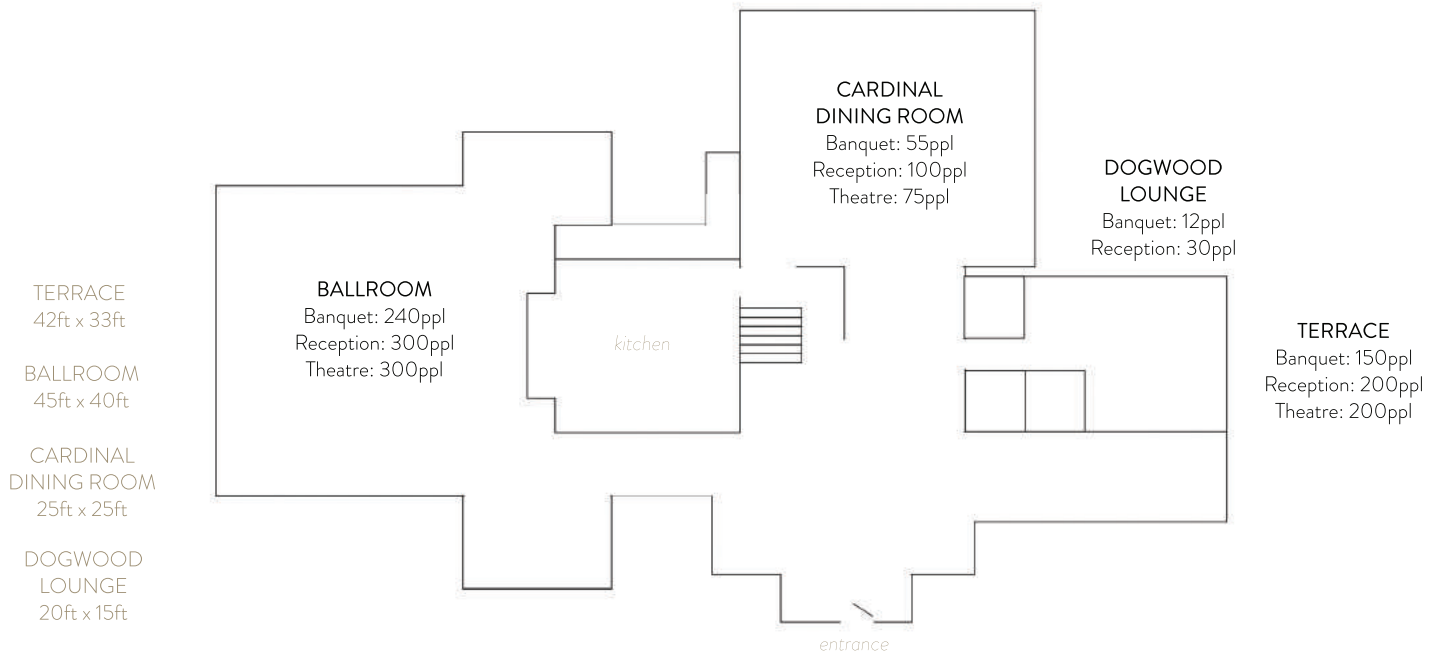 TERRACE
42ft x 33ft
BALLROOM
45ft x 40ft
CARDINAL
DINING ROOM
25ft x 25ft
DOGWOOD
LOUNGE
20ft x 15ft
BALLROOM
Banquet: 240ppl
Reception: 300ppl
Theatre: 300ppl
kitchen
CARDINAL
DINING ROOM
Banquet: 55ppl
Reception: 100ppl
Theatre: 75ppl
DOGWOOD
LOUNGE
Banquet: 12ppl
Reception: 30ppl
TERRACE
Banquet: 150ppl
Reception: 200ppl
Theatre: 200ppl
entrance